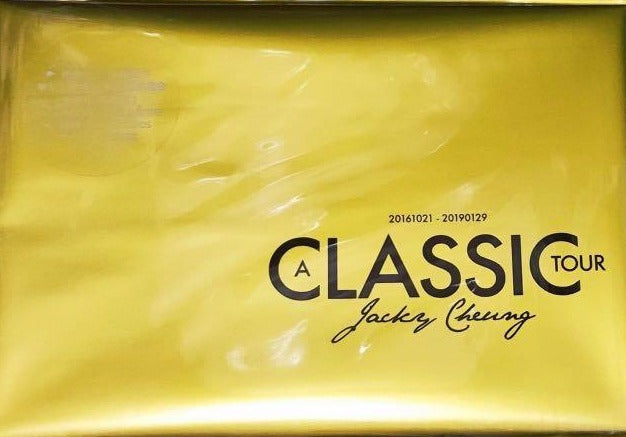 20161021 - 20190129
A CLASSIC TOUR
Jacky Cheung